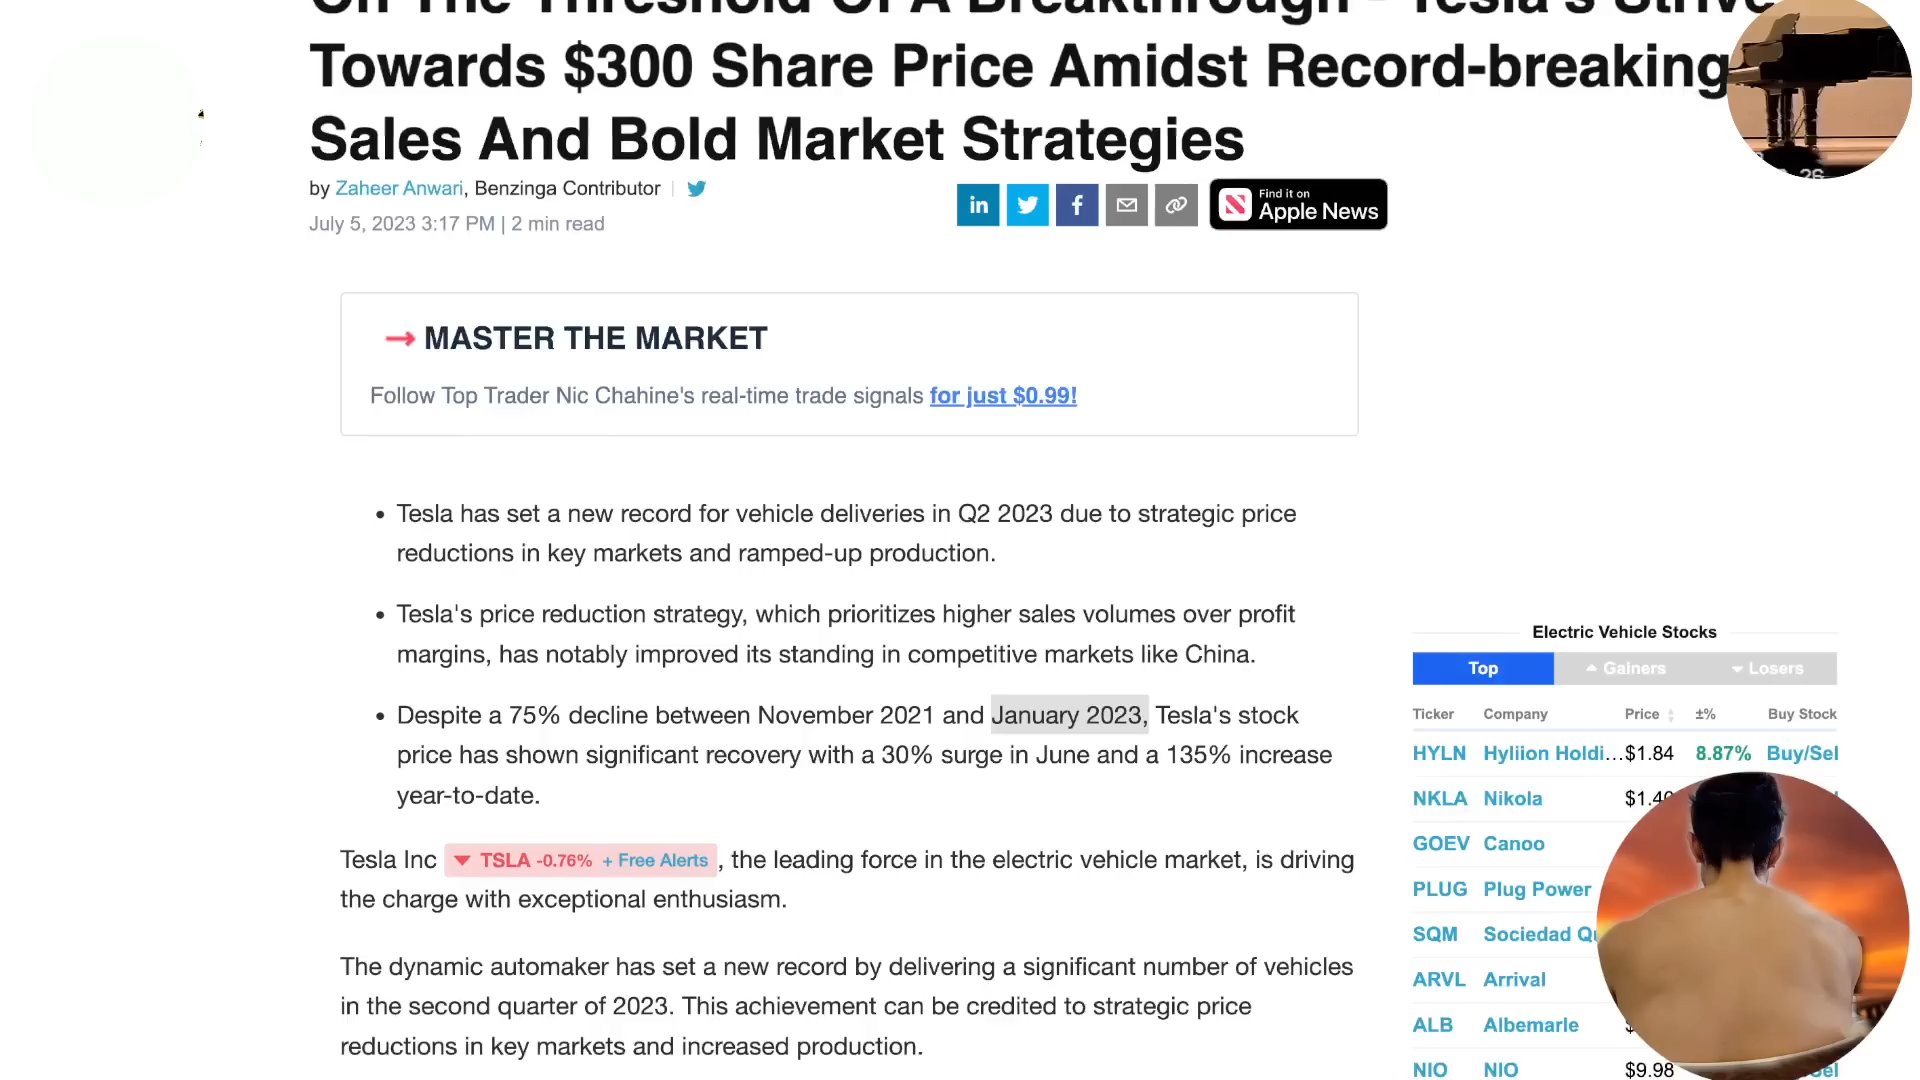 On The Threshold Of A Breakthrough - Tesla's Strive
Towards $300 Share Price Amidst Record-breaking
Sales And Bold Market Strategies
by Zaheer Anwari, Benzinga Contributor
July 5, 2023 3:17 PM | 2 min read
in
f
Find it on
Apple News
→ MASTER THE MARKET
Follow Top Trader Nic Chahine's real-time trade signals for just $0.99!
• Tesla has set a new record for vehicle deliveries in Q2 2023 due to strategic price
reductions in key markets and ramped-up production.
• Tesla's price reduction strategy, which prioritizes higher sales volumes over profit
margins, has notably improved its standing in competitive markets like China.
• Despite a 75% decline between November 2021 and January 2023, Tesla's stock
price has shown significant recovery with a 30% surge in June and a 135% increase
year-to-date.
Tesla Inc ▼ TSLA -0.76% + Free Alerts, the leading force in the electric vehicle market, is driving
the charge with exceptional enthusiasm.
The dynamic automaker has set a new record by delivering a significant number of vehicles
in the second quarter of 2023. This achievement can be credited to strategic price
reductions in key markets and increased production.
Electric Vehicle Stocks
Top Gainers Losers
Ticker Company Price ±% Buy Stock
HYLN Hyliion Holdi... $1.84 8.87% Buy/Sel
NKLA Nikola
GOEV Canoo
PLUG Plug Power
SQM Sociedad
ARVL Arrival
ALB Albemarle
NIO NIO $9.98